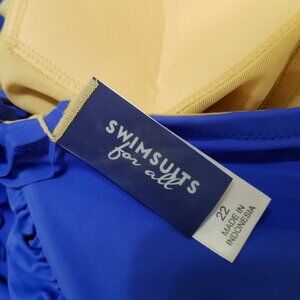 SWIMSUITS
for all
22
MADE IN
INDONESIA